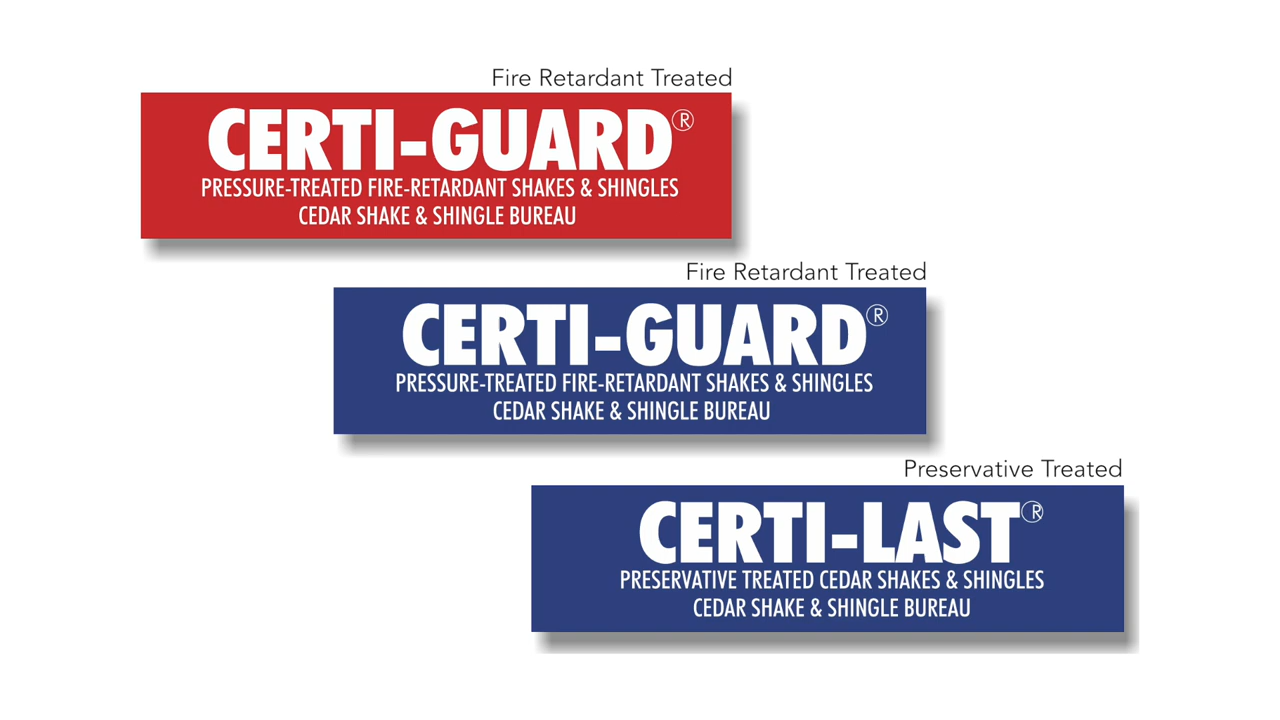 Fire Retardant Treated
CERTI-GUARD®
PRESSURE-TREATED FIRE-RETARDANT SHAKES & SHINGLES
CEDAR SHAKE & SHINGLE BUREAU
Fire Retardant Treated
CERTI-GUARD®
PRESSURE-TREATED FIRE-RETARDANT SHAKES & SHINGLES
CEDAR SHAKE & SHINGLE BUREAU
Preservative Treated
CERTI-LAST®
PRESERVATIVE TREATED CEDAR SHAKES & SHINGLES
CEDAR SHAKE & SHINGLE BUREAU